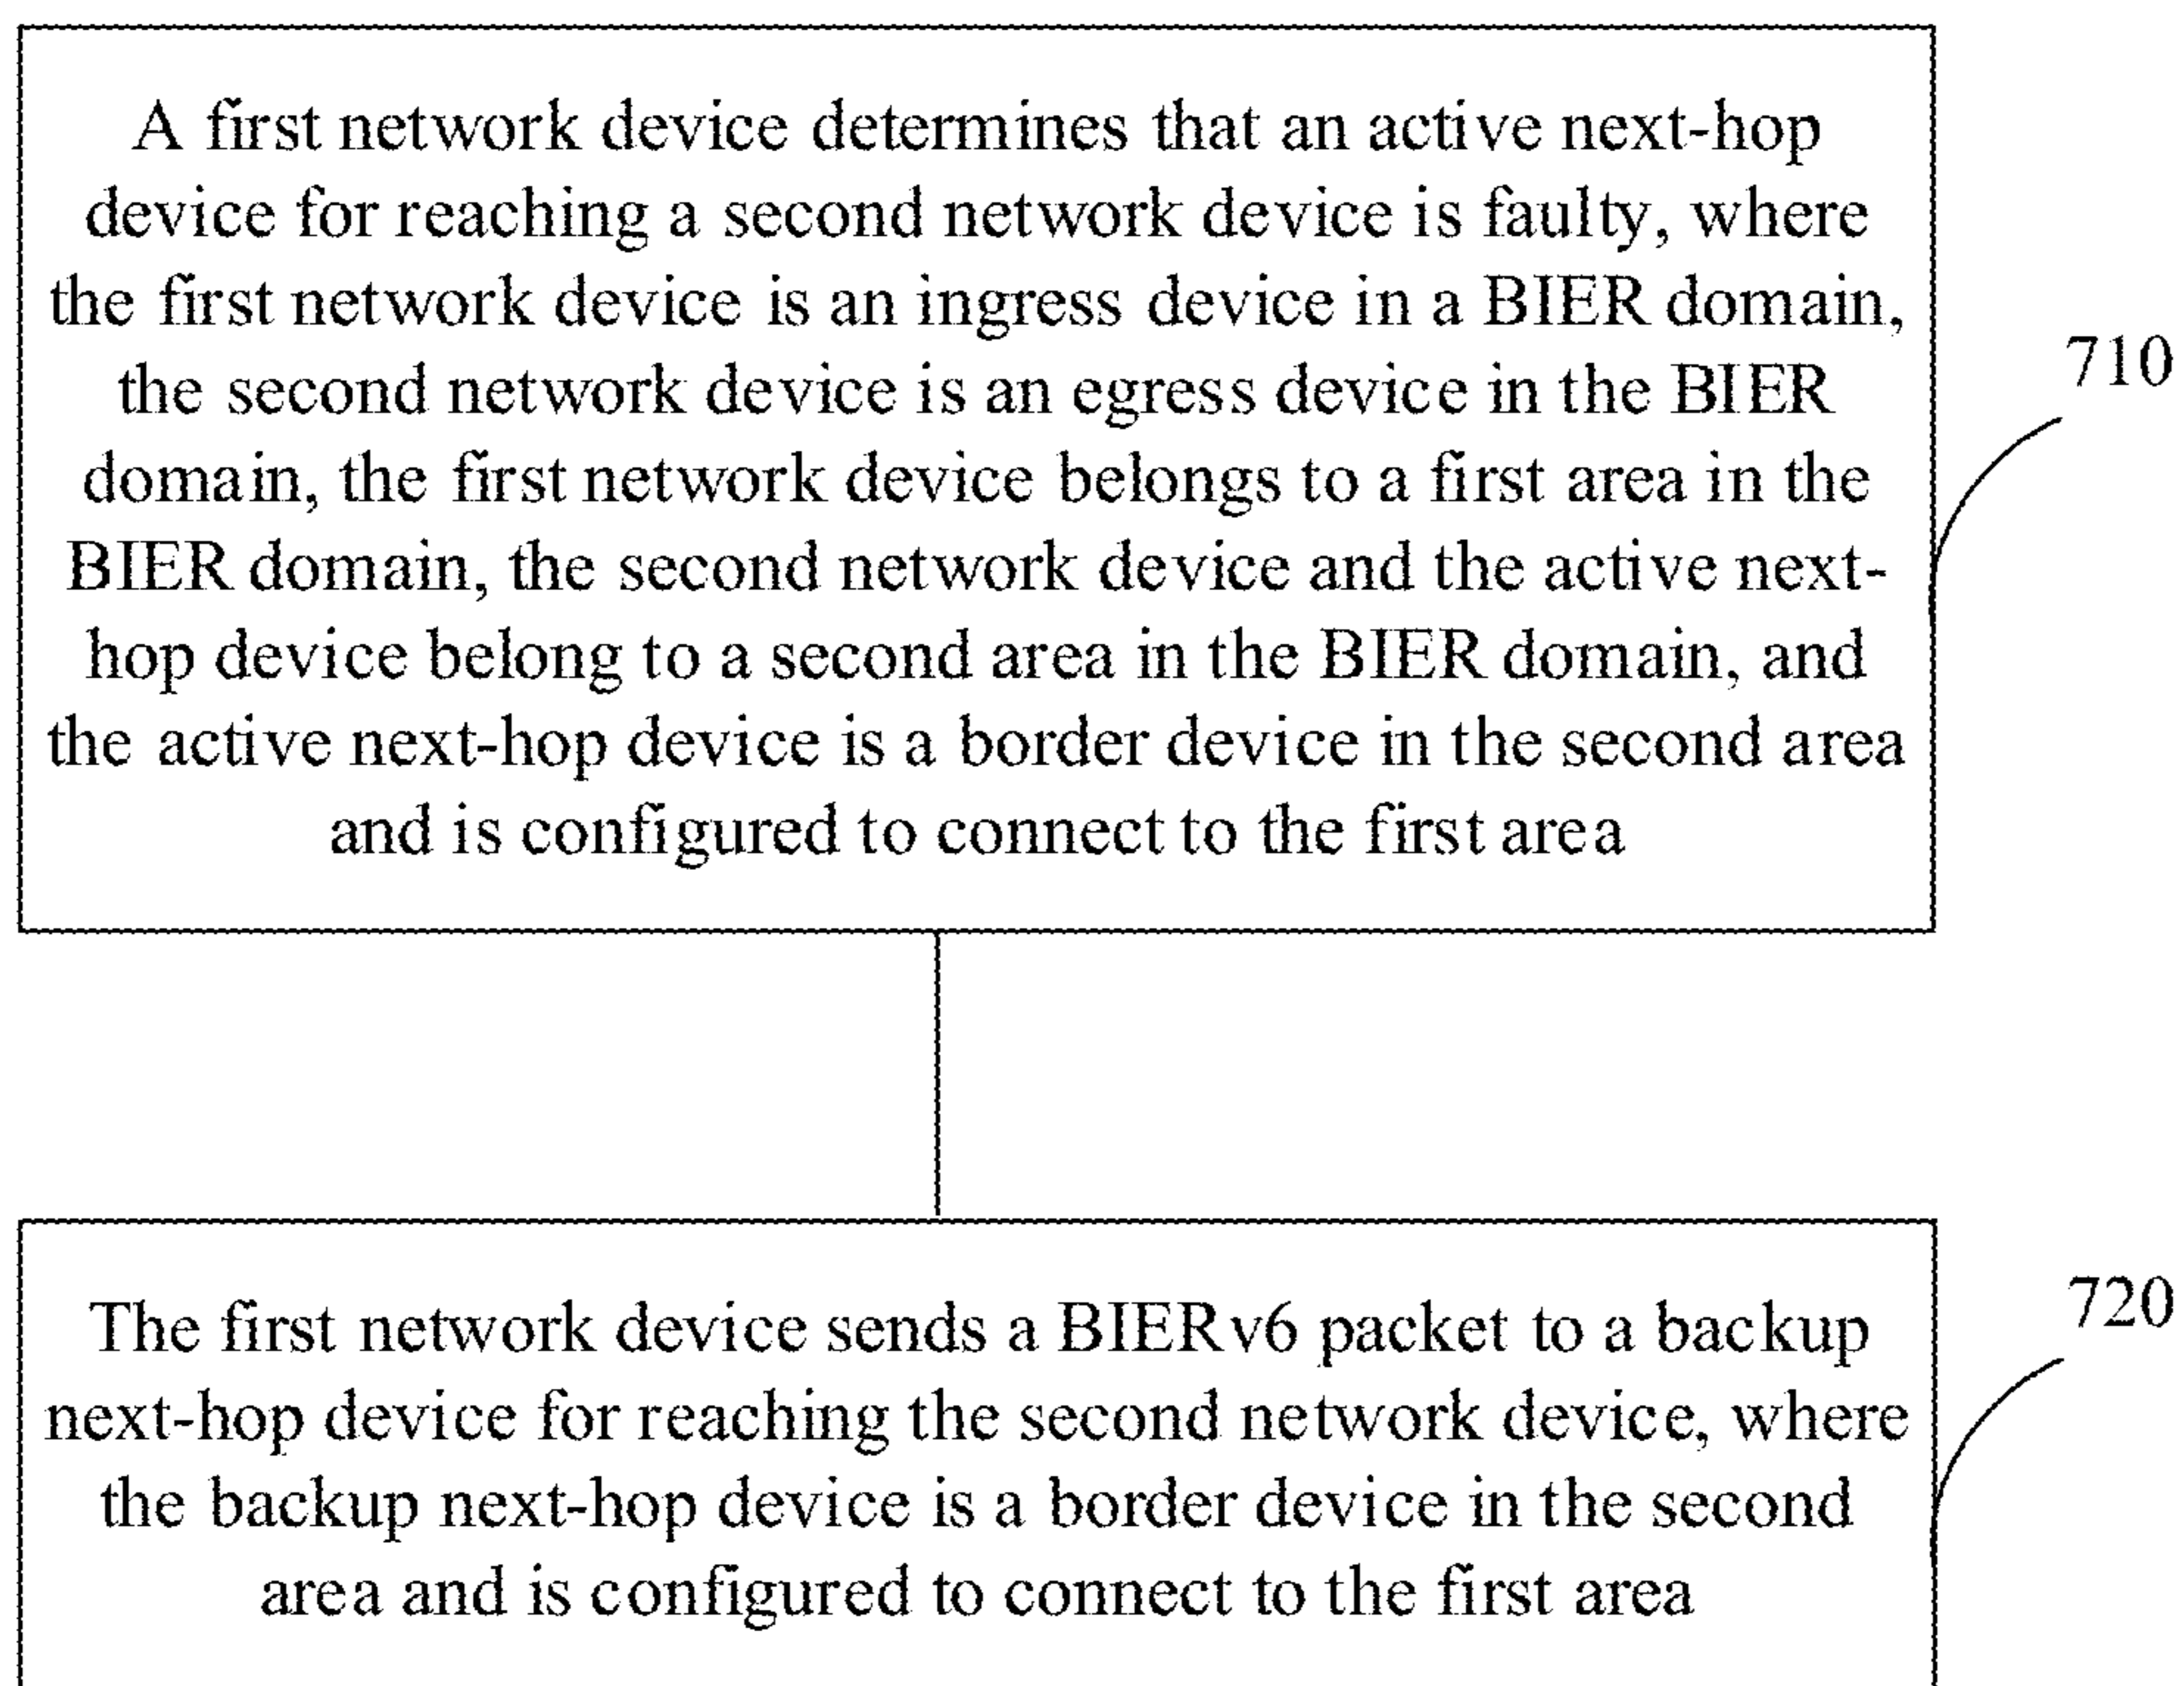 A first network device determines that an active next-hop
device for reaching a second network device is faulty, where
the first network device is an ingress device in a BIER domain,
the second network device is an egress device in the BIER
domain, the first network device belongs to a first area in the
BIER domain, the second network device and the active next-
hop device belong to a second area in the BIER domain, and
the active next-hop device is a border device in the second area
and is configured to connect to the first area
710
The first network device sends a BIERv6 packet to a backup
next-hop device for reaching the second network device, where
the backup next-hop device is a border device in the second
area and is configured to connect to the first area
720